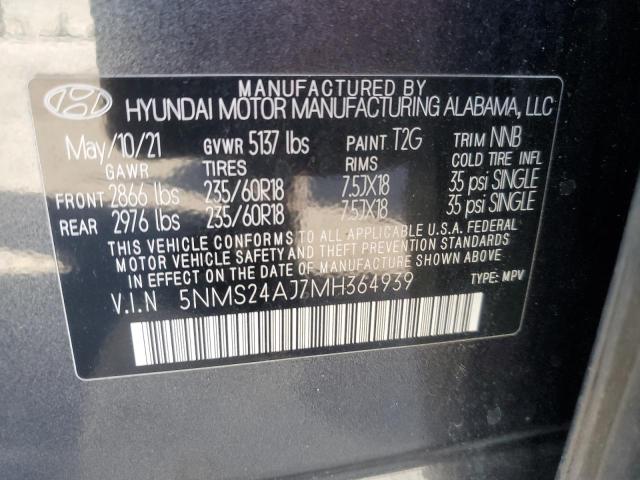 MANUFACTURED BY
HYUNDAI MOTOR MANUFACTURING ALABAMA, LLC
May/10/21 GVWR 5137 lbs PAINT T2G TRIM NNB
GAWR TIRES RIMS COLD TIRE INFL
FRONT 2866 lbs 235/60R18 7.5JX18 35 psi SINGLE
REAR 2976 lbs 235/60R18 7.5JX18 35 psi SINGLE
THIS VEHICLE CONFORMS TO ALL APPLICABLE U.S.A. FEDERAL
MOTOR VEHICLE SAFETY AND THEFT PREVENTION STANDARDS
IN EFFECT ON THE DATE OF MANUFACTURE SHOWN ABOVE.
V.I.N 5NMS24AJ7MH364939 TYPE: MPV